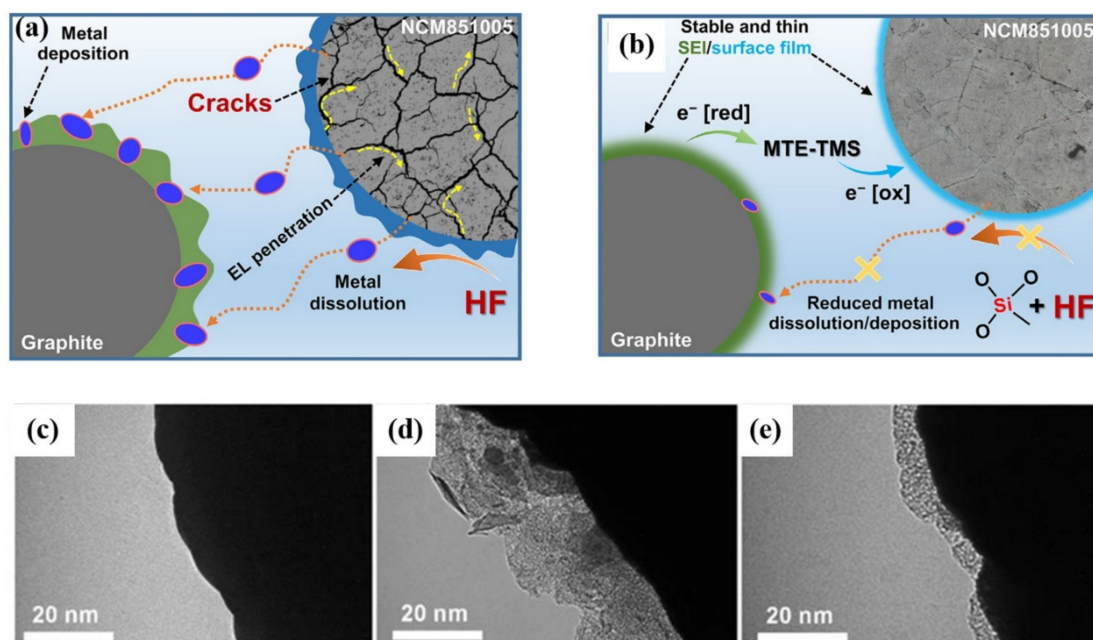 (a)
NCM851005
Metal
deposition
Cracks
EL penetration
Metal
dissolution
HF
Graphite
(b)
Stable and thin
SEI/surface film
NCM851005
e⁻ [red]
MTE-TMS
e⁻ [ox]
Reduced metal
dissolution/deposition
O
O
Si
O
+ HF
Graphite
(c)
20 nm
(d)
20 nm
(e)
20 nm